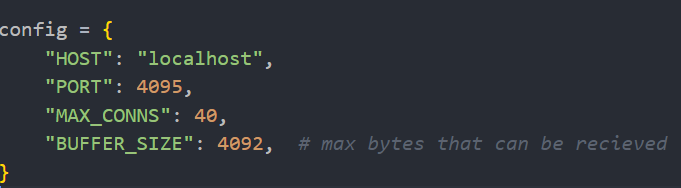 config = {
    "HOST": "localhost",
    "PORT": 4095,
    "MAX_CONNS": 40,
    "BUFFER_SIZE": 4092,  # max bytes that can be recieved
}